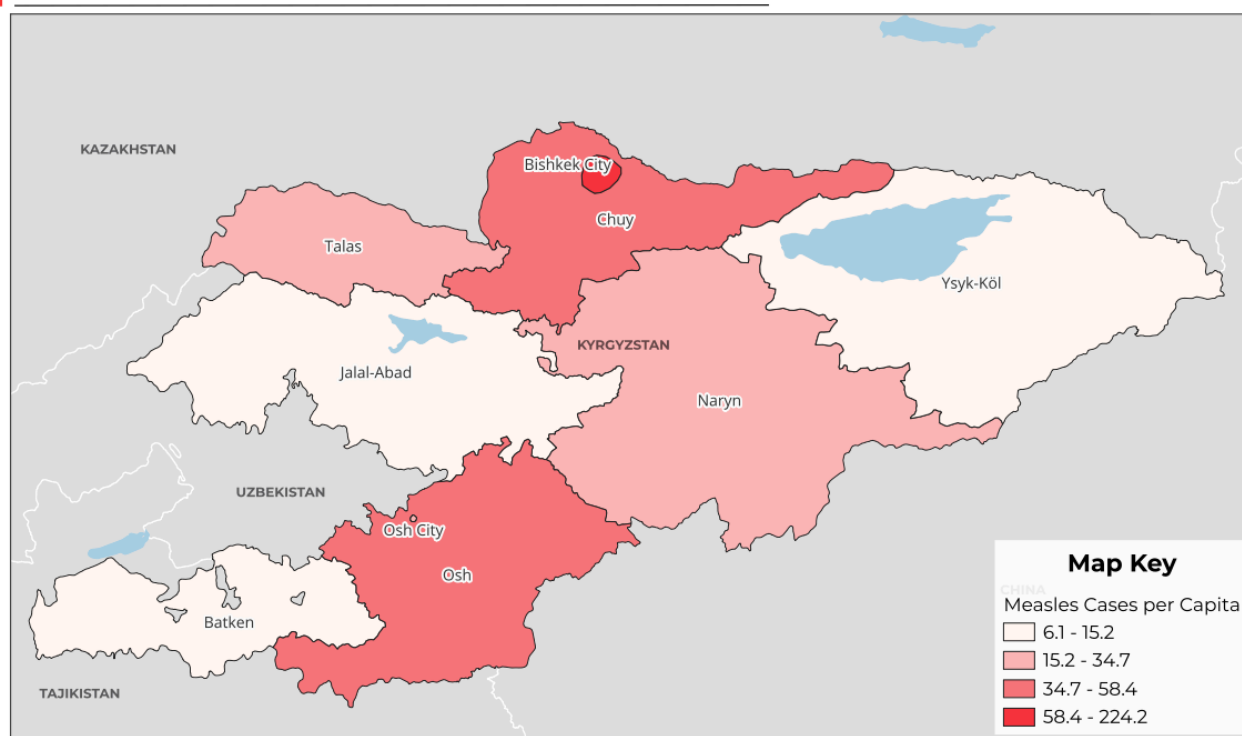 KAZAKHSTAN
Bishkek City
Chuy
Talas
Ysyk-Köl
KYRGYZSTAN
Jalal-Abad
Naryn
UZBEKISTAN
Osh City
Osh
Batken
TAJIKISTAN
Map Key
CHINA
Measles Cases per Capita
6.1 - 15.2
15.2 - 34.7
34.7 - 58.4
58.4 - 224.2